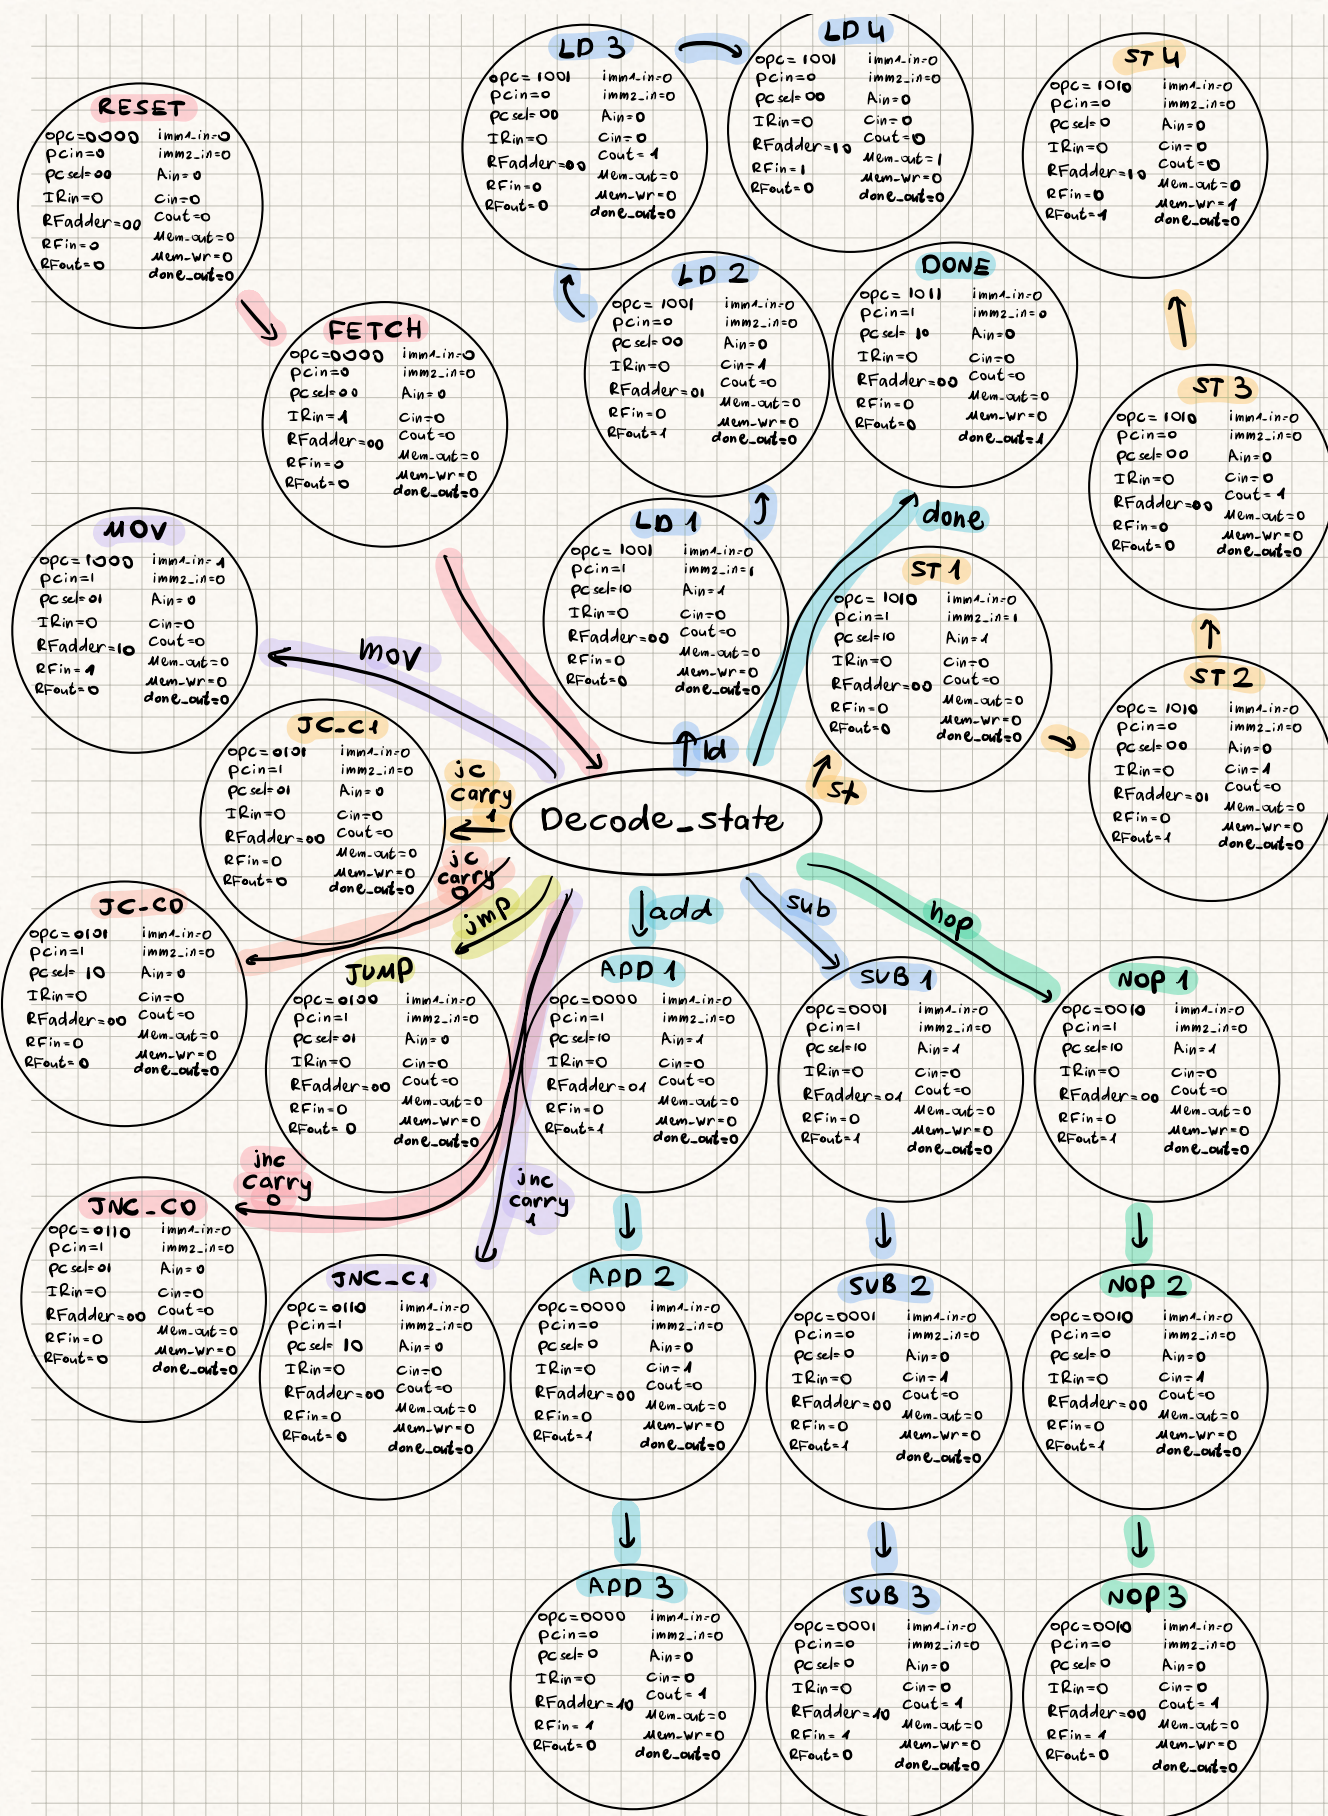 LD 3
opc= 1001 imm1_in=0
Pcin=0 imm2_in=0
PC sel= 00 Ain=0
IRin=0 Cin=0
RFadder=00 Cout=1
RFin=0 Mem_out=0
RFout=0 Mem_wr=0
done_out=0
LD 4
opc= 1001 imm1_in=0
Pcin=0 imm2_in=0
PC sel= 00 Ain=0
IRin=0 Cin=0
RFadder=10 Cout=0
RFin=1 Mem_out=1
RFout=0 Mem_wr=0
done_out=0
ST 4
opc= 1010 imm1_in=0
Pcin=0 imm2_in=0
PC sel= 0 Ain=0
IRin=0 Cin=0
RFadder=10 Cout=0
RFin=0 Mem_out=0
RFout=1 Mem_wr=1
done_out=0
RESET
opc=0000 imm1_in=0
Pcin=0 imm2_in=0
PC sel=00 Ain=0
IRin=0 Cin=0
RFadder=00 Cout=0
RFin=0 Mem_out=0
RFout=0 Mem_wr=0
done_out=0
LD 2
opc= 1001 imm1_in=0
Pcin=0 imm2_in=0
PC sel= 00 Ain=0
IRin=0 Cin=1
RFadder=01 Cout=0
RFin=0 Mem_out=0
RFout=1 Mem_wr=0
done_out=0
DONE
opc= 1011 imm1_in=0
Pcin=1 imm2_in=0
PC sel= 10 Ain=0
IRin=0 Cin=0
RFadder=00 Cout=0
RFin=0 Mem_out=0
RFout=0 Mem_wr=0
done_out=1
FETCH
opc=0000 imm1_in=0
Pcin=0 imm2_in=0
PC sel=00 Ain=0
IRin=1 Cin=0
RFadder=00 Cout=0
RFin=0 Mem_out=0
RFout=0 Mem_wr=0
done_out=0
ST 3
opc= 1010 imm1_in=0
Pcin=0 imm2_in=0
PC sel= 00 Ain=0
IRin=0 Cin=0
RFadder=00 Cout=1
RFin=0 Mem_out=0
RFout=0 Mem_wr=0
done_out=0
MOV
opc= 1000 imm1_in=1
Pcin=1 imm2_in=0
PC sel=01 Ain=0
IRin=0 Cin=0
RFadder=10 Cout=0
RFin=1 Mem_out=0
RFout=0 Mem_wr=0
done_out=0
LD 1
opc= 1001 imm1_in=0
Pcin=1 imm2_in=1
PC sel=10 Ain=1
IRin=0 Cin=0
RFadder=00 Cout=0
RFin=0 Mem_out=0
RFout=0 Mem_wr=0
done_out=0
done
ST 1
opc= 1010 imm1_in=0
Pcin=1 imm2_in=1
PC sel=10 Ain=1
IRin=0 Cin=0
RFadder=00 Cout=0
RFin=0 Mem_out=0
RFout=0 Mem_wr=0
done_out=0
mov
ST 2
opc= 1010 imm1_in=0
Pcin=0 imm2_in=0
PC sel= 00 Ain=0
IRin=0 Cin=1
RFadder=01 Cout=0
RFin=0 Mem_out=0
RFout=1 Mem_wr=0
done_out=0
JC_C1
opc=0101 imm1_in=0
Pcin=1 imm2_in=0
PC sel=01 Ain=0
IRin=0 Cin=0
RFadder=00 Cout=0
RFin=0 Mem_out=0
RFout=0 Mem_wr=0
done_out=0
ld
st
jc
carry
1
Decode_state
jc
carry
0
jmp
add
sub
nop
JC_C0
opc=0101 imm1_in=0
Pcin=1 imm2_in=0
PC sel= 10 Ain=0
IRin=0 Cin=0
RFadder=00 Cout=0
RFin=0 Mem_out=0
RFout=0 Mem_wr=0
done_out=0
JUMP
opc=0100 imm1_in=0
Pcin=1 imm2_in=0
PC sel=01 Ain=0
IRin=0 Cin=0
RFadder=00 Cout=0
RFin=0 Mem_out=0
RFout=0 Mem_wr=0
done_out=0
ADD 1
opc=0000 imm1_in=0
Pcin=1 imm2_in=0
PC sel=10 Ain=1
IRin=0 Cin=0
RFadder=01 Cout=0
RFin=0 Mem_out=0
RFout=1 Mem_wr=0
done_out=0
SUB 1
opc=0001 imm1_in=0
Pcin=1 imm2_in=0
PC sel=10 Ain=1
IRin=0 Cin=0
RFadder=01 Cout=0
RFin=0 Mem_out=0
RFout=1 Mem_wr=0
done_out=0
NOP 1
opc=0010 imm1_in=0
Pcin=1 imm2_in=0
PC sel=10 Ain=1
IRin=0 Cin=0
RFadder=00 Cout=0
RFin=0 Mem_out=0
RFout=1 Mem_wr=0
done_out=0
jnc
carry
0
jnc
carry
1
JNC_C0
opc=0110 imm1_in=0
Pcin=1 imm2_in=0
PC sel=01 Ain=0
IRin=0 Cin=0
RFadder=00 Cout=0
RFin=0 Mem_out=0
RFout=0 Mem_wr=0
done_out=0
JNC_C1
opc=0110 imm1_in=0
Pcin=1 imm2_in=0
PC sel= 10 Ain=0
IRin=0 Cin=0
RFadder=00 Cout=0
RFin=0 Mem_out=0
RFout=0 Mem_wr=0
done_out=0
ADD 2
opc=0000 imm1_in=0
Pcin=0 imm2_in=0
PC sel=0 Ain=0
IRin=0 Cin=1
RFadder=00 Cout=0
RFin=0 Mem_out=0
RFout=1 Mem_wr=0
done_out=0
SUB 2
opc=0001 imm1_in=0
Pcin=0 imm2_in=0
PC sel=0 Ain=0
IRin=0 Cin=1
RFadder=00 Cout=0
RFin=0 Mem_out=0
RFout=1 Mem_wr=0
done_out=0
NOP 2
opc=0010 imm1_in=0
Pcin=0 imm2_in=0
PC sel=0 Ain=0
IRin=0 Cin=1
RFadder=00 Cout=0
RFin=0 Mem_out=0
RFout=1 Mem_wr=0
done_out=0
ADD 3
opc=0000 imm1_in=0
Pcin=0 imm2_in=0
PC sel=0 Ain=0
IRin=0 Cin=0
RFadder=10 Cout=1
RFin=1 Mem_out=0
RFout=0 Mem_wr=0
done_out=0
SUB 3
opc=0001 imm1_in=0
Pcin=0 imm2_in=0
PC sel=0 Ain=0
IRin=0 Cin=0
RFadder=10 Cout=1
RFin=1 Mem_out=0
RFout=0 Mem_wr=0
done_out=0
NOP 3
opc=0010 imm1_in=0
Pcin=0 imm2_in=0
PC sel=0 Ain=0
IRin=0 Cin=0
RFadder=00 Cout=1
RFin=1 Mem_out=0
RFout=0 Mem_wr=0
done_out=0